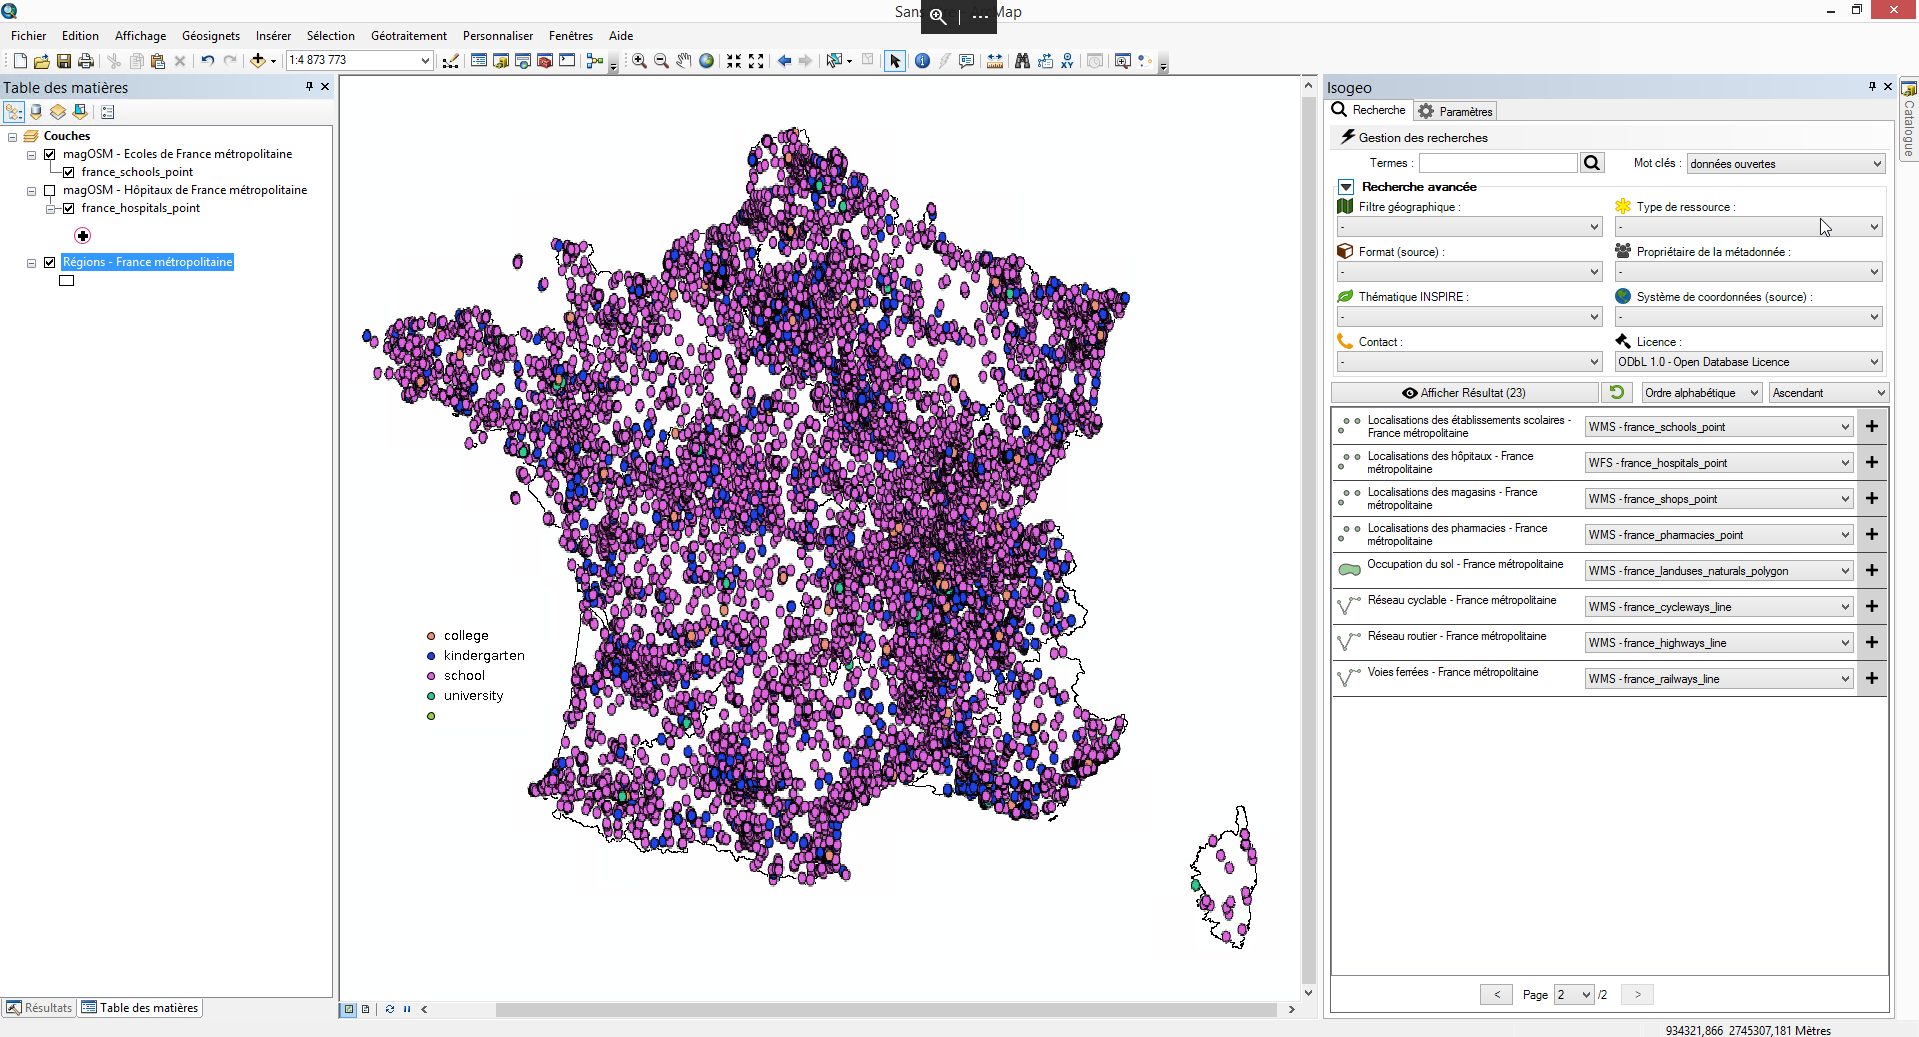 Sans
ArcMap
Fichier Edition Affichage Géosignets Insérer Sélection Géotraitement Personnaliser Fenêtres Aide
1:4 873 773
Table des matières
Couches
magOSM - Ecoles de France métropolitaine
france_schools_point
magOSM - Hôpitaux de France métropolitaine
france_hospitals_point
Régions - France métropolitaine
Résultats
Table des matières
college
kindergarten
school
university
Isogeo
Recherche
Paramètres
Gestion des recherches
Termes :
Mot clés : données ouvertes
Recherche avancée
Filtre géographique :
Type de ressource :
-
-
Format (source) :
Propriétaire de la métadonnée :
-
-
Thématique INSPIRE :
Système de coordonnées (source) :
-
-
Contact :
Licence :
-
ODbL 1.0 - Open Database Licence
Afficher Résultat (23)
Ordre alphabétique
Ascendant
Localisations des établissements scolaires -
France métropolitaine
WMS - france_schools_point
Localisations des hôpitaux - France
métropolitaine
WFS - france_hospitals_point
Localisations des magasins - France
métropolitaine
WMS - france_shops_point
Localisations des pharmacies - France
métropolitaine
WMS - france_pharmacies_point
Occupation du sol - France métropolitaine
WMS - france_landuses_naturals_polygon
Réseau cyclable - France métropolitaine
WMS - france_cycleways_line
Réseau routier - France métropolitaine
WMS - france_highways_line
Voies ferrées - France métropolitaine
WMS - france_railways_line
< Page 2 /2 >
Catalogue
934321,866 2745307,181 Mètres